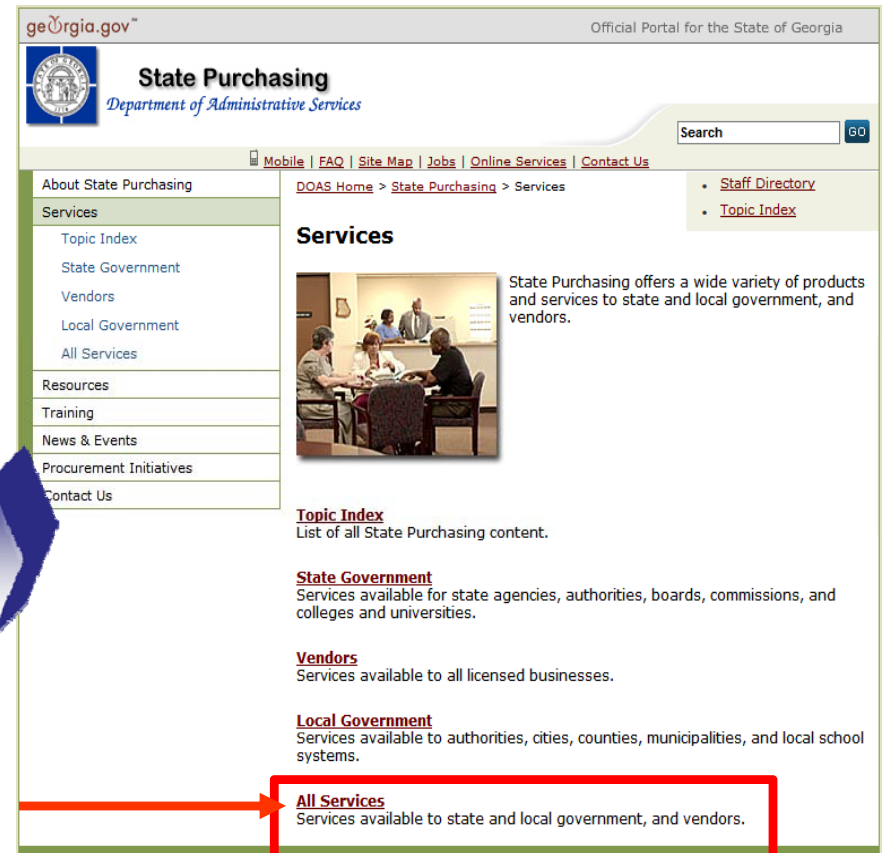 georgia.gov™
Official Portal for the State of Georgia
State Purchasing
Department of Administrative Services
Search
GO
Mobile | FAQ | Site Map | Jobs | Online Services | Contact Us
About State Purchasing
Services
Topic Index
State Government
Vendors
Local Government
All Services
Resources
Training
News & Events
Procurement Initiatives
Contact Us
DOAS Home > State Purchasing > Services
• Staff Directory
• Topic Index
Services
State Purchasing offers a wide variety of products
and services to state and local government, and
vendors.
Topic Index
List of all State Purchasing content.
State Government
Services available for state agencies, authorities, boards, commissions, and
colleges and universities.
Vendors
Services available to all licensed businesses.
Local Government
Services available to authorities, cities, counties, municipalities, and local school
systems.
All Services
Services available to state and local government, and vendors.